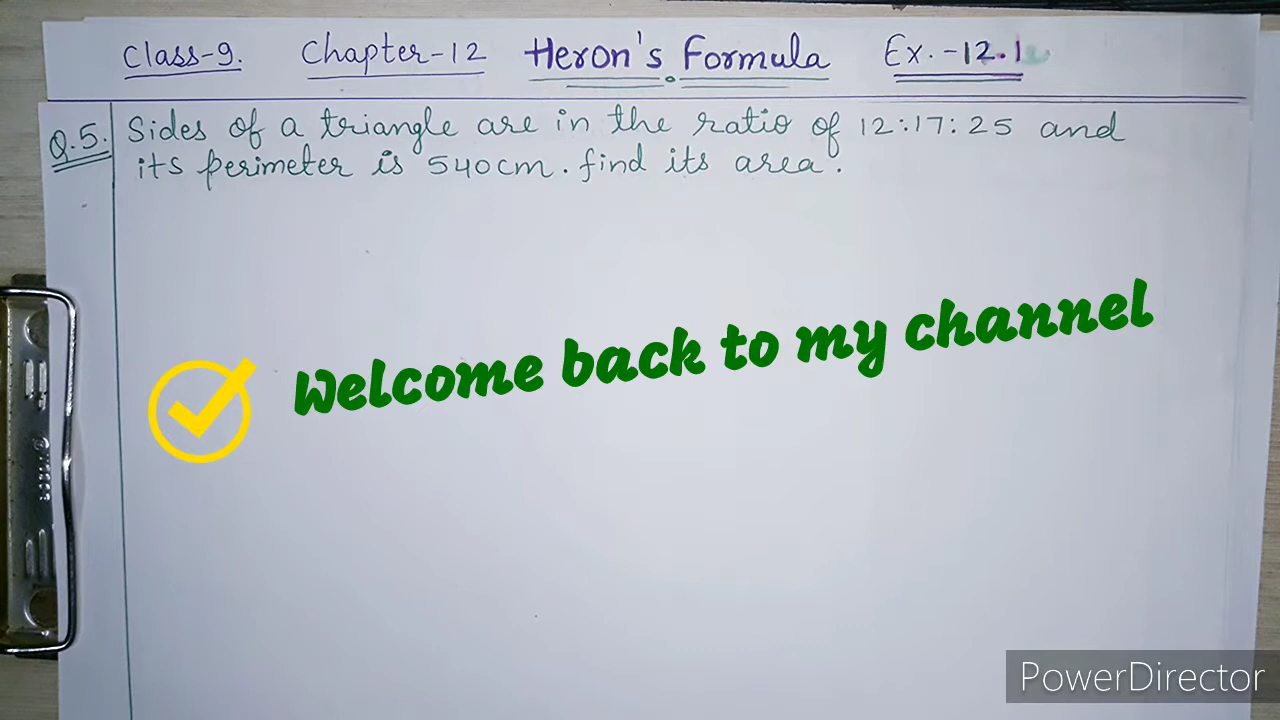 Class-9. Chapter-12 Heron's Formula Ex.-12.1
Q.5. Sides of a triangle are in the ratio of 12:17:25 and
its perimeter is 540cm. find its area.
Welcome back to my channel
PowerDirector